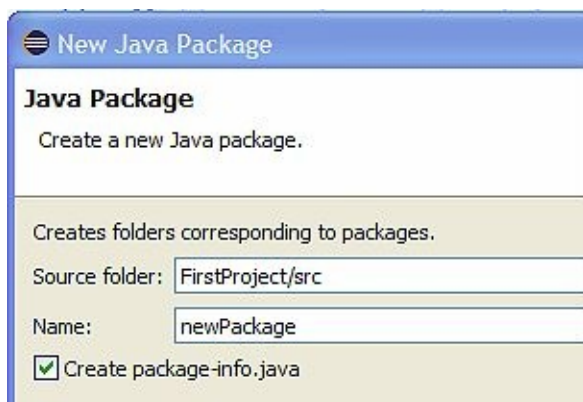 New Java Package
Java Package
Create a new Java package.
Creates folders corresponding to packages.
Source folder: FirstProject/src
Name: newPackage
Create package-info.java